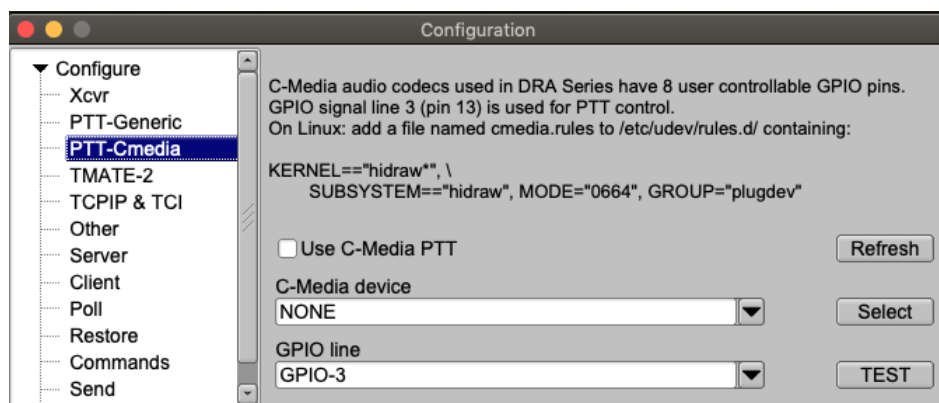 Configuration
Configure
Xcvr
PTT-Generic
PTT-Cmedia
TMATE-2
TCPIP & TCI
Other
Server
Client
Poll
Restore
Commands
Send
C-Media audio codecs used in DRA Series have 8 user controllable GPIO pins.
GPIO signal line 3 (pin 13) is used for PTT control.
On Linux: add a file named cmedia.rules to /etc/udev/rules.d/ containing:
KERNEL=="hidraw*", \
SUBSYSTEM=="hidraw", MODE="0664", GROUP="plugdev"
Use C-Media PTT
Refresh
C-Media device
NONE
Select
GPIO line
GPIO-3
TEST